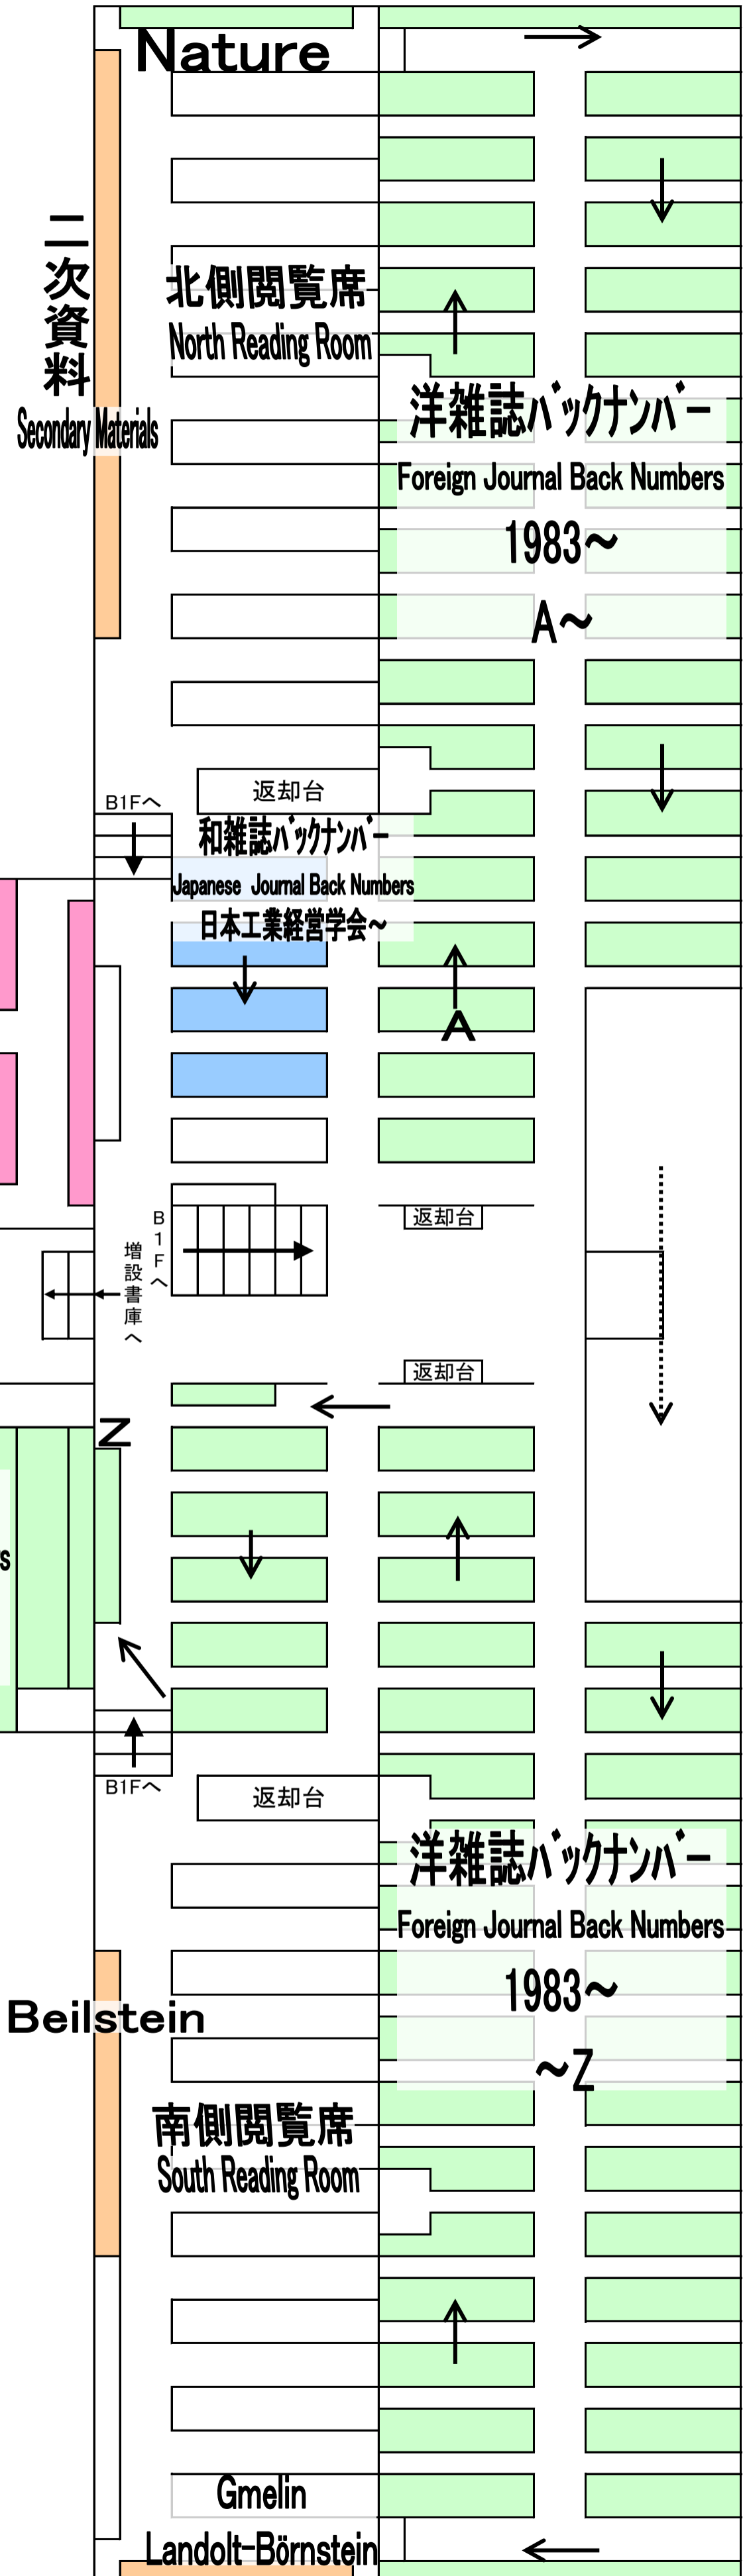 Nature
二次資料
Secondary Materials
北側閲覧席
North Reading Room
洋雑誌バックナンバー
Foreign Journal Back Numbers
1983～
A～
返却台
B1Fへ
和雑誌バックナンバー
Japanese Journal Back Numbers
日本工業経営学会～
A
B1Fへ
増設書庫へ
返却台
返却台
Z
s
B1Fへ
返却台
洋雑誌バックナンバー
Foreign Journal Back Numbers
1983～
～Z
Beilstein
南側閲覧席
South Reading Room
Gmelin
Landolt-Börnstein